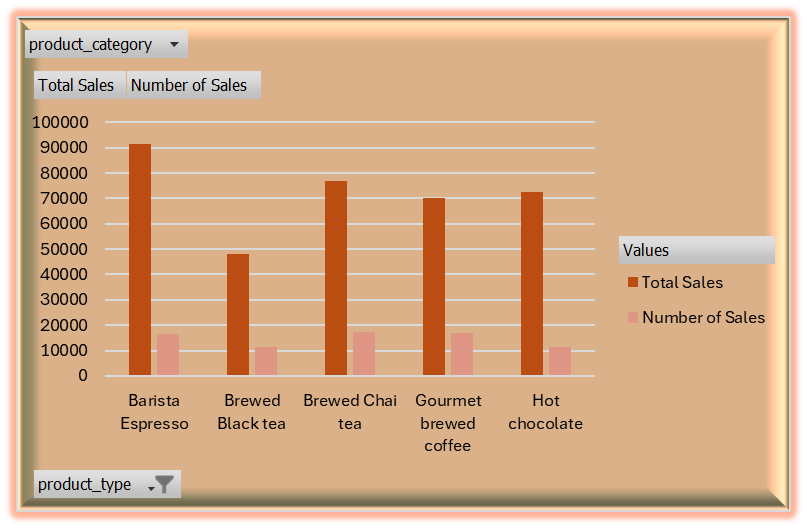 product_category
Total Sales
Number of Sales
100000
90000
80000
70000
60000
50000
40000
30000
20000
10000
0
Barista
Espresso
Brewed
Black tea
Brewed Chai
tea
Gourmet
brewed
coffee
Hot
chocolate
Values
Total Sales
Number of Sales
product_type